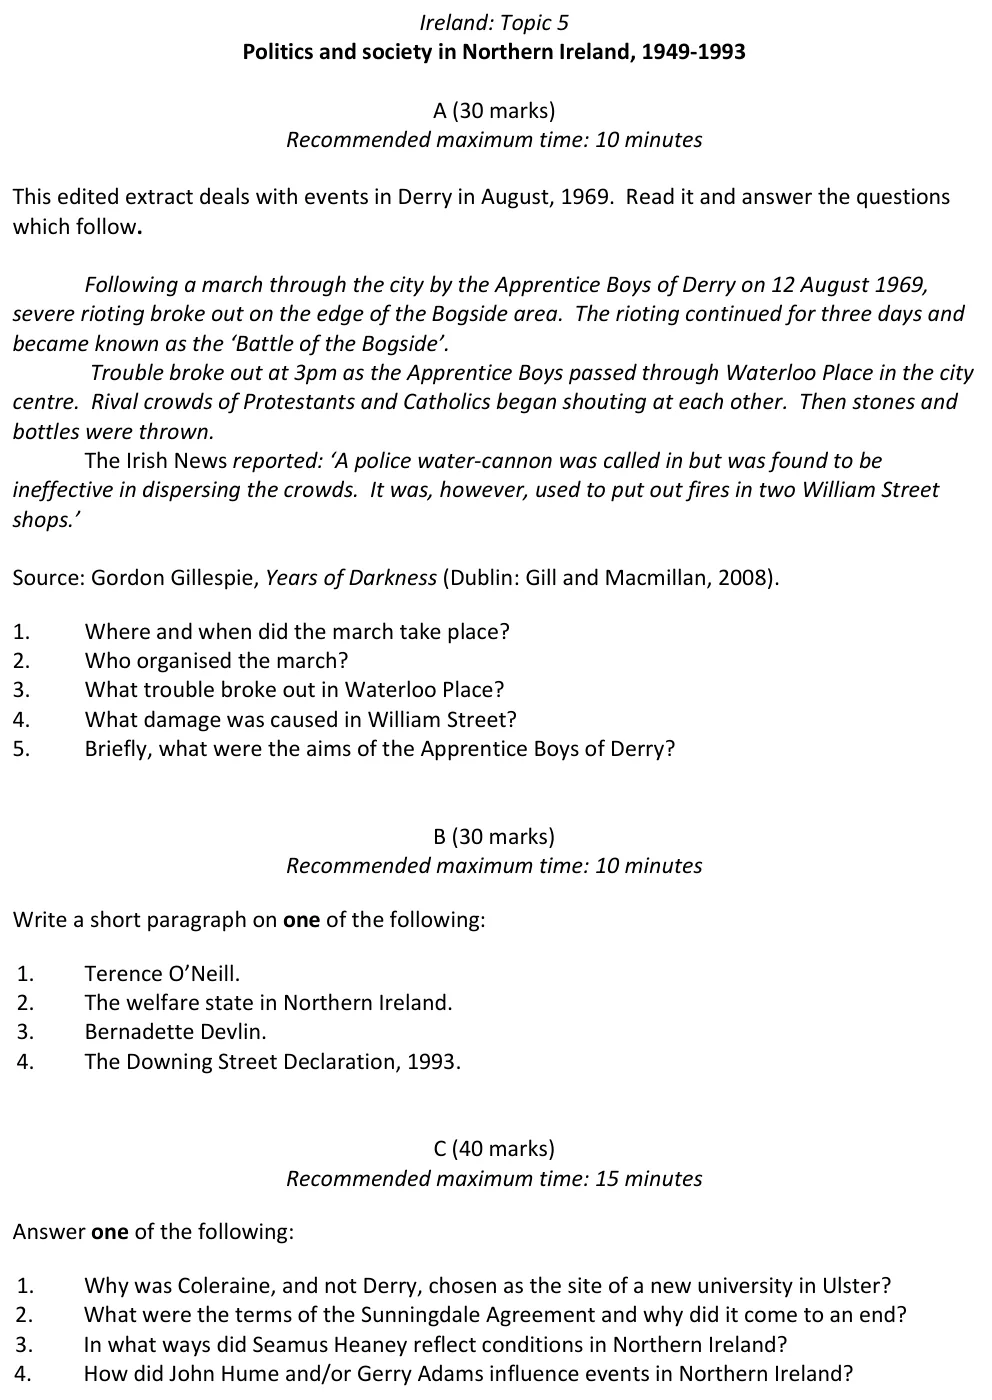 Ireland: Topic 5
Politics and society in Northern Ireland, 1949-1993
A (30 marks)
Recommended maximum time: 10 minutes
This edited extract deals with events in Derry in August, 1969.  Read it and answer the questions
which follow.
Following a march through the city by the Apprentice Boys of Derry on 12 August 1969,
severe rioting broke out on the edge of the Bogside area.  The rioting continued for three days and
became known as the ‘Battle of the Bogside’.
Trouble broke out at 3pm as the Apprentice Boys passed through Waterloo Place in the city
centre.  Rival crowds of Protestants and Catholics began shouting at each other.  Then stones and
bottles were thrown.
The Irish News reported: ‘A police water-cannon was called in but was found to be
ineffective in dispersing the crowds.  It was, however, used to put out fires in two William Street
shops.’
Source: Gordon Gillespie, Years of Darkness (Dublin: Gill and Macmillan, 2008).
1. Where and when did the march take place?
2. Who organised the march?
3. What trouble broke out in Waterloo Place?
4. What damage was caused in William Street?
5. Briefly, what were the aims of the Apprentice Boys of Derry?
B (30 marks)
Recommended maximum time: 10 minutes
Write a short paragraph on one of the following:
1. Terence O’Neill.
2. The welfare state in Northern Ireland.
3. Bernadette Devlin.
4. The Downing Street Declaration, 1993.
C (40 marks)
Recommended maximum time: 15 minutes
Answer one of the following:
1. Why was Coleraine, and not Derry, chosen as the site of a new university in Ulster?
2. What were the terms of the Sunningdale Agreement and why did it come to an end?
3. In what ways did Seamus Heaney reflect conditions in Northern Ireland?
4. How did John Hume and/or Gerry Adams influence events in Northern Ireland?